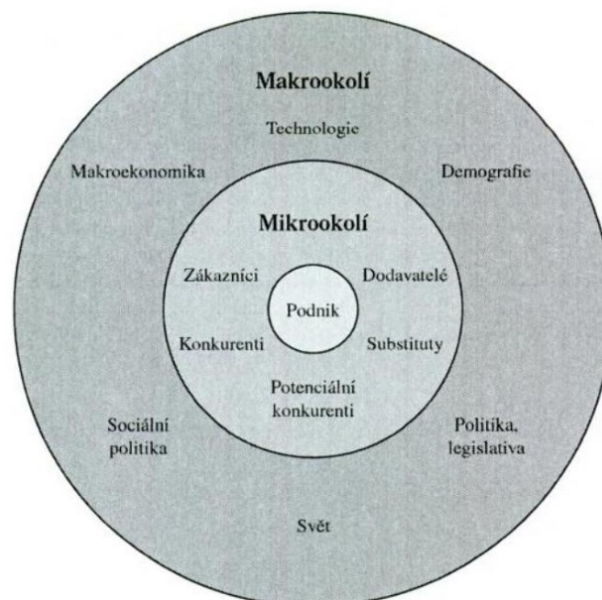 Makrookolí
Technologie
Makroekonomika
Demografie
Mikrookolí
Zákazníci
Dodavatelé
Podnik
Konkurenti
Substituty
Potenciální
konkurenti
Sociální
politika
Politika,
legislativa
Svět